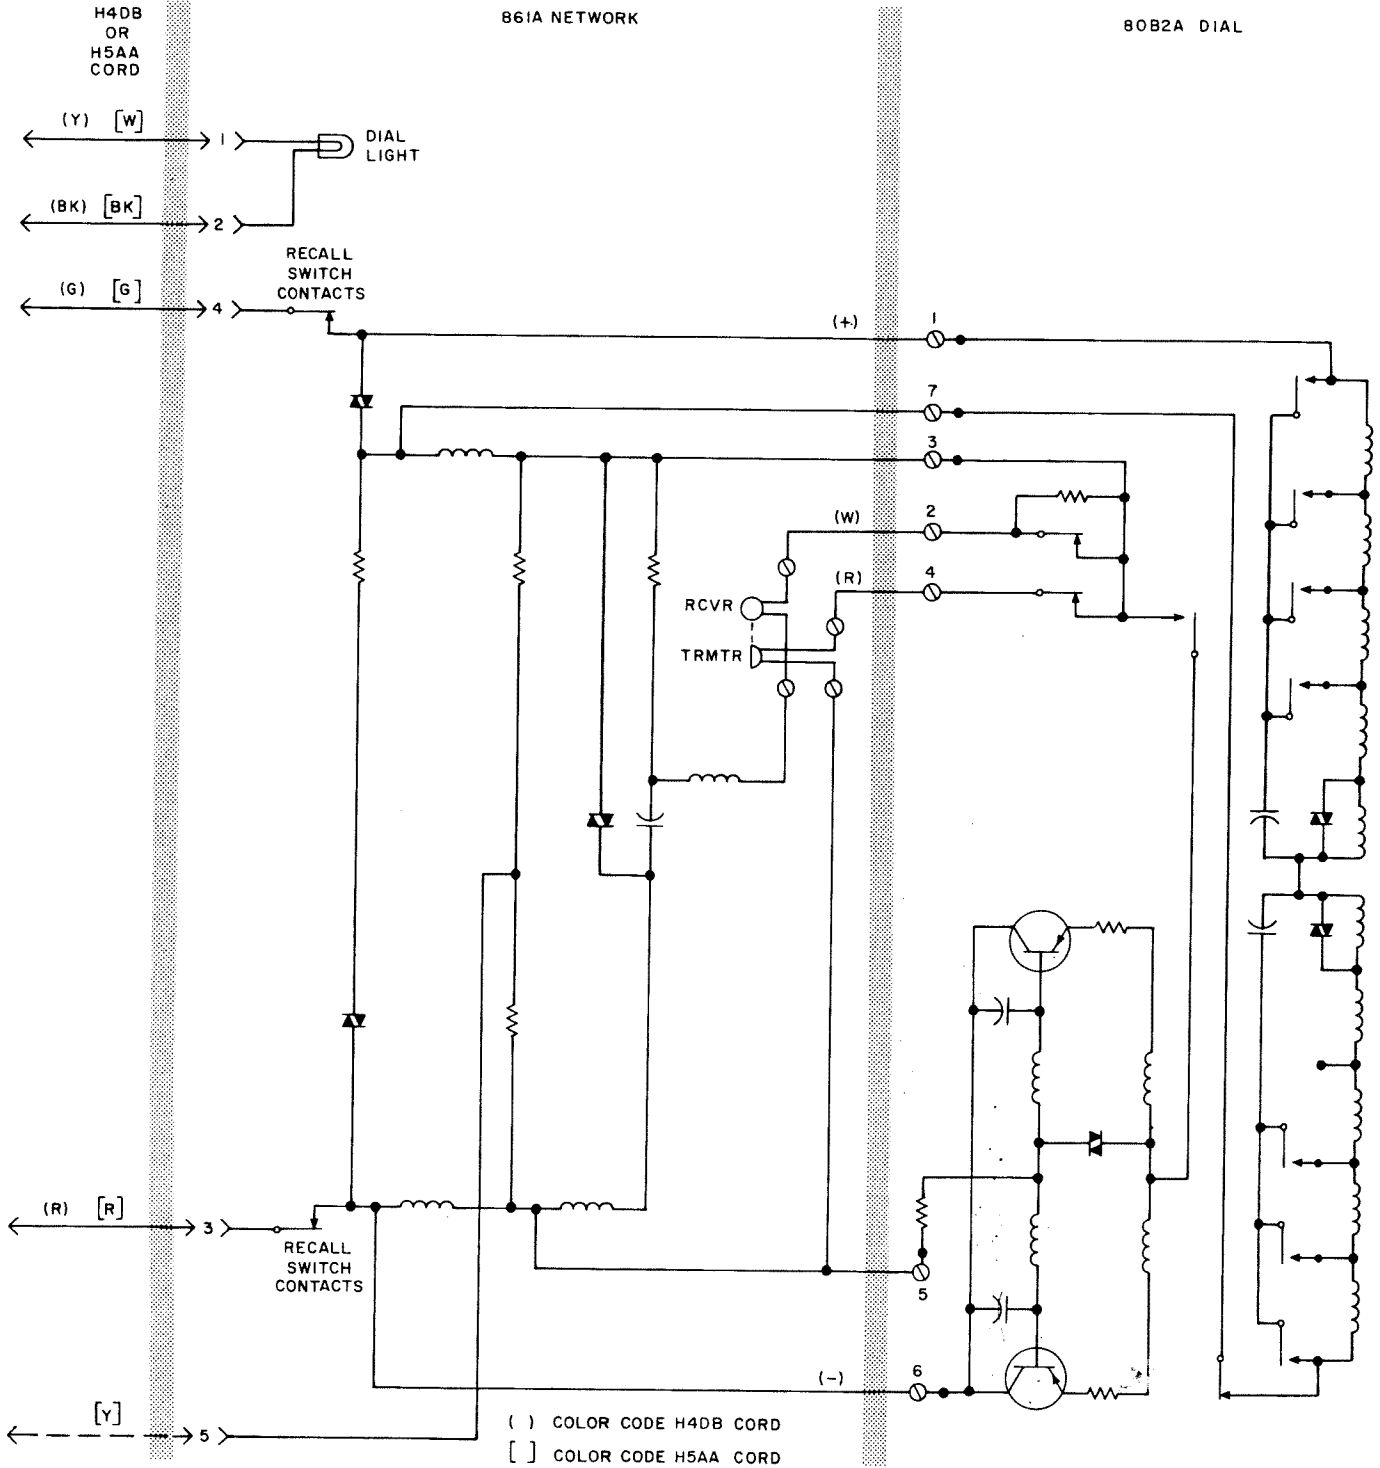 H4DB
OR
H5AA
CORD
861A NETWORK
80B2A DIAL
(Y) [W]
1
DIAL
LIGHT
(BK) [BK]
2
RECALL
SWITCH
CONTACTS
(G) [G]
4
(+)
1
7
3
(W)
2
(R)
4
RCVR
TRMTR
(R) [R]
3
RECALL
SWITCH
CONTACTS
5
(-)
6
[Y]
5
( ) COLOR CODE H4DB CORD
[ ] COLOR CODE H5AA CORD